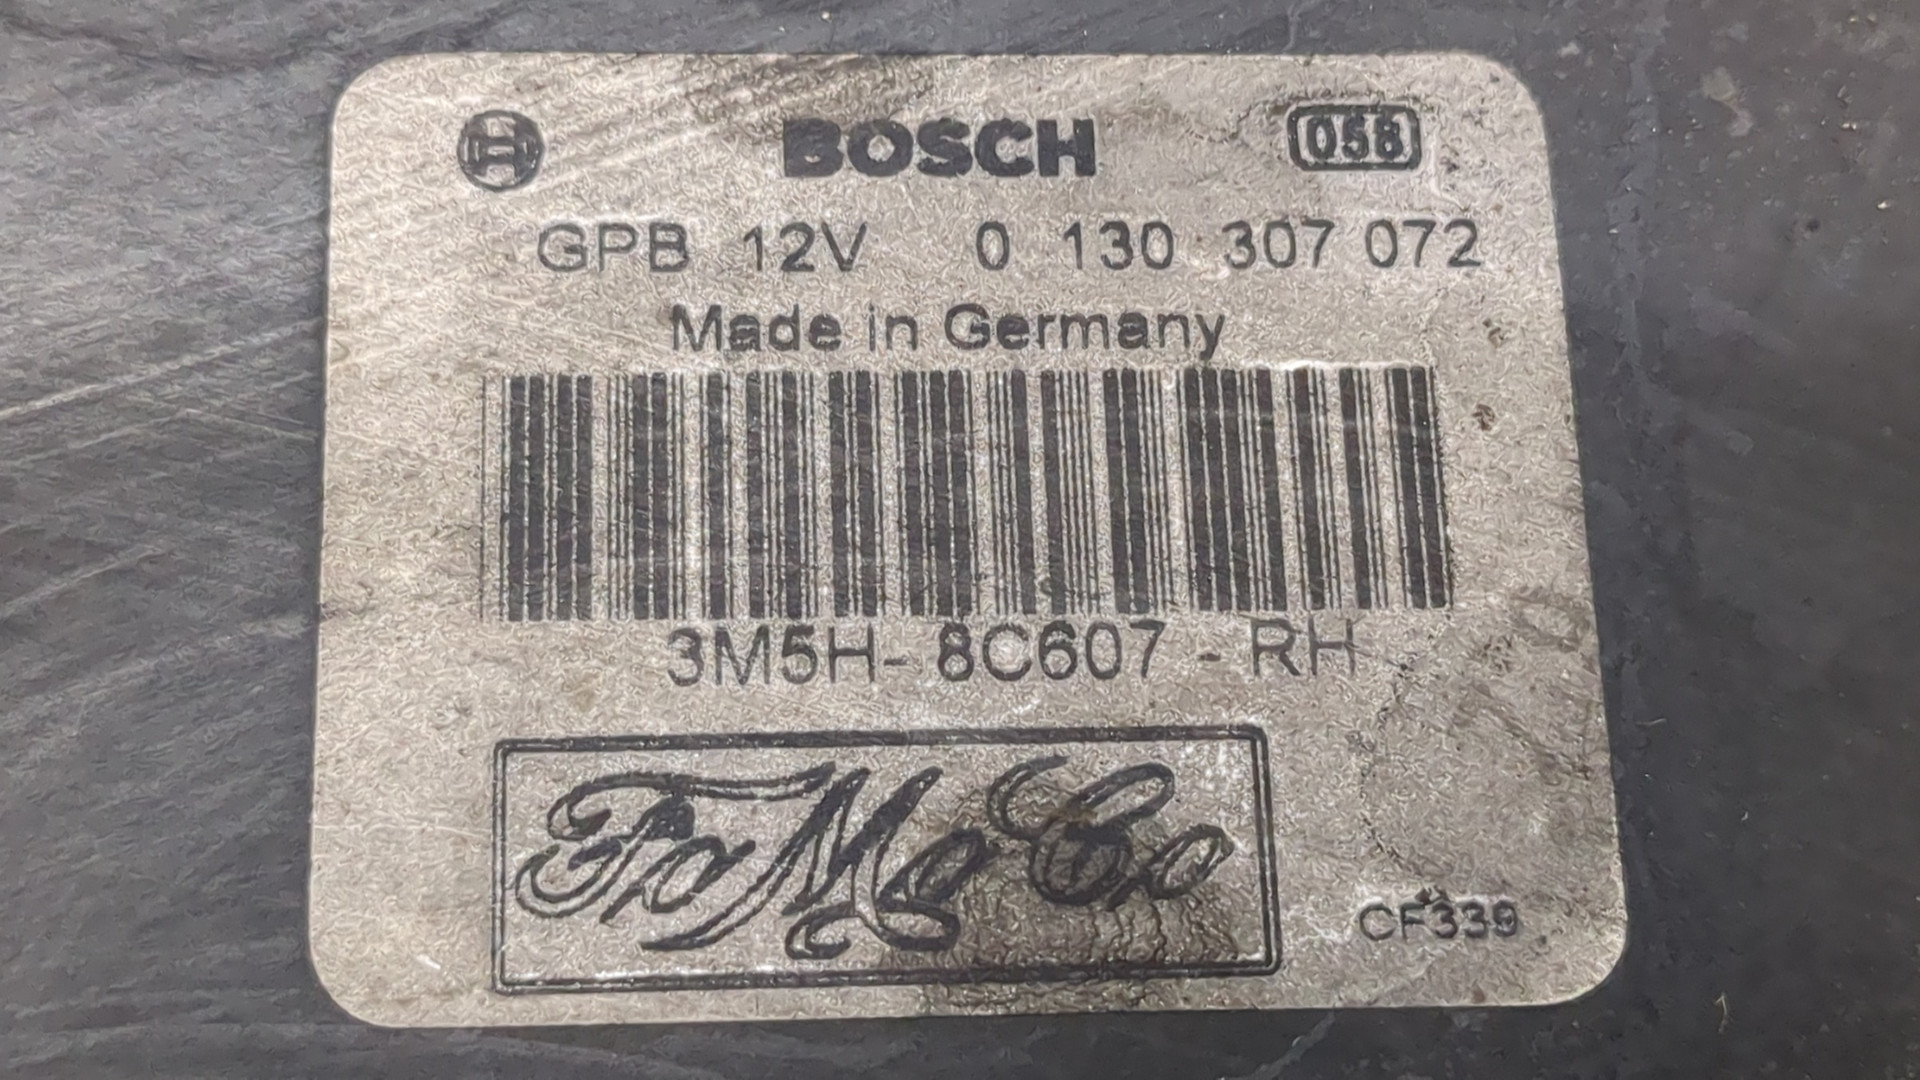 BOSCH 058
GPB 12V 0 130 307 072
Made in Germany
3M5H- 8C607 - RH
FoMoCo
CF339